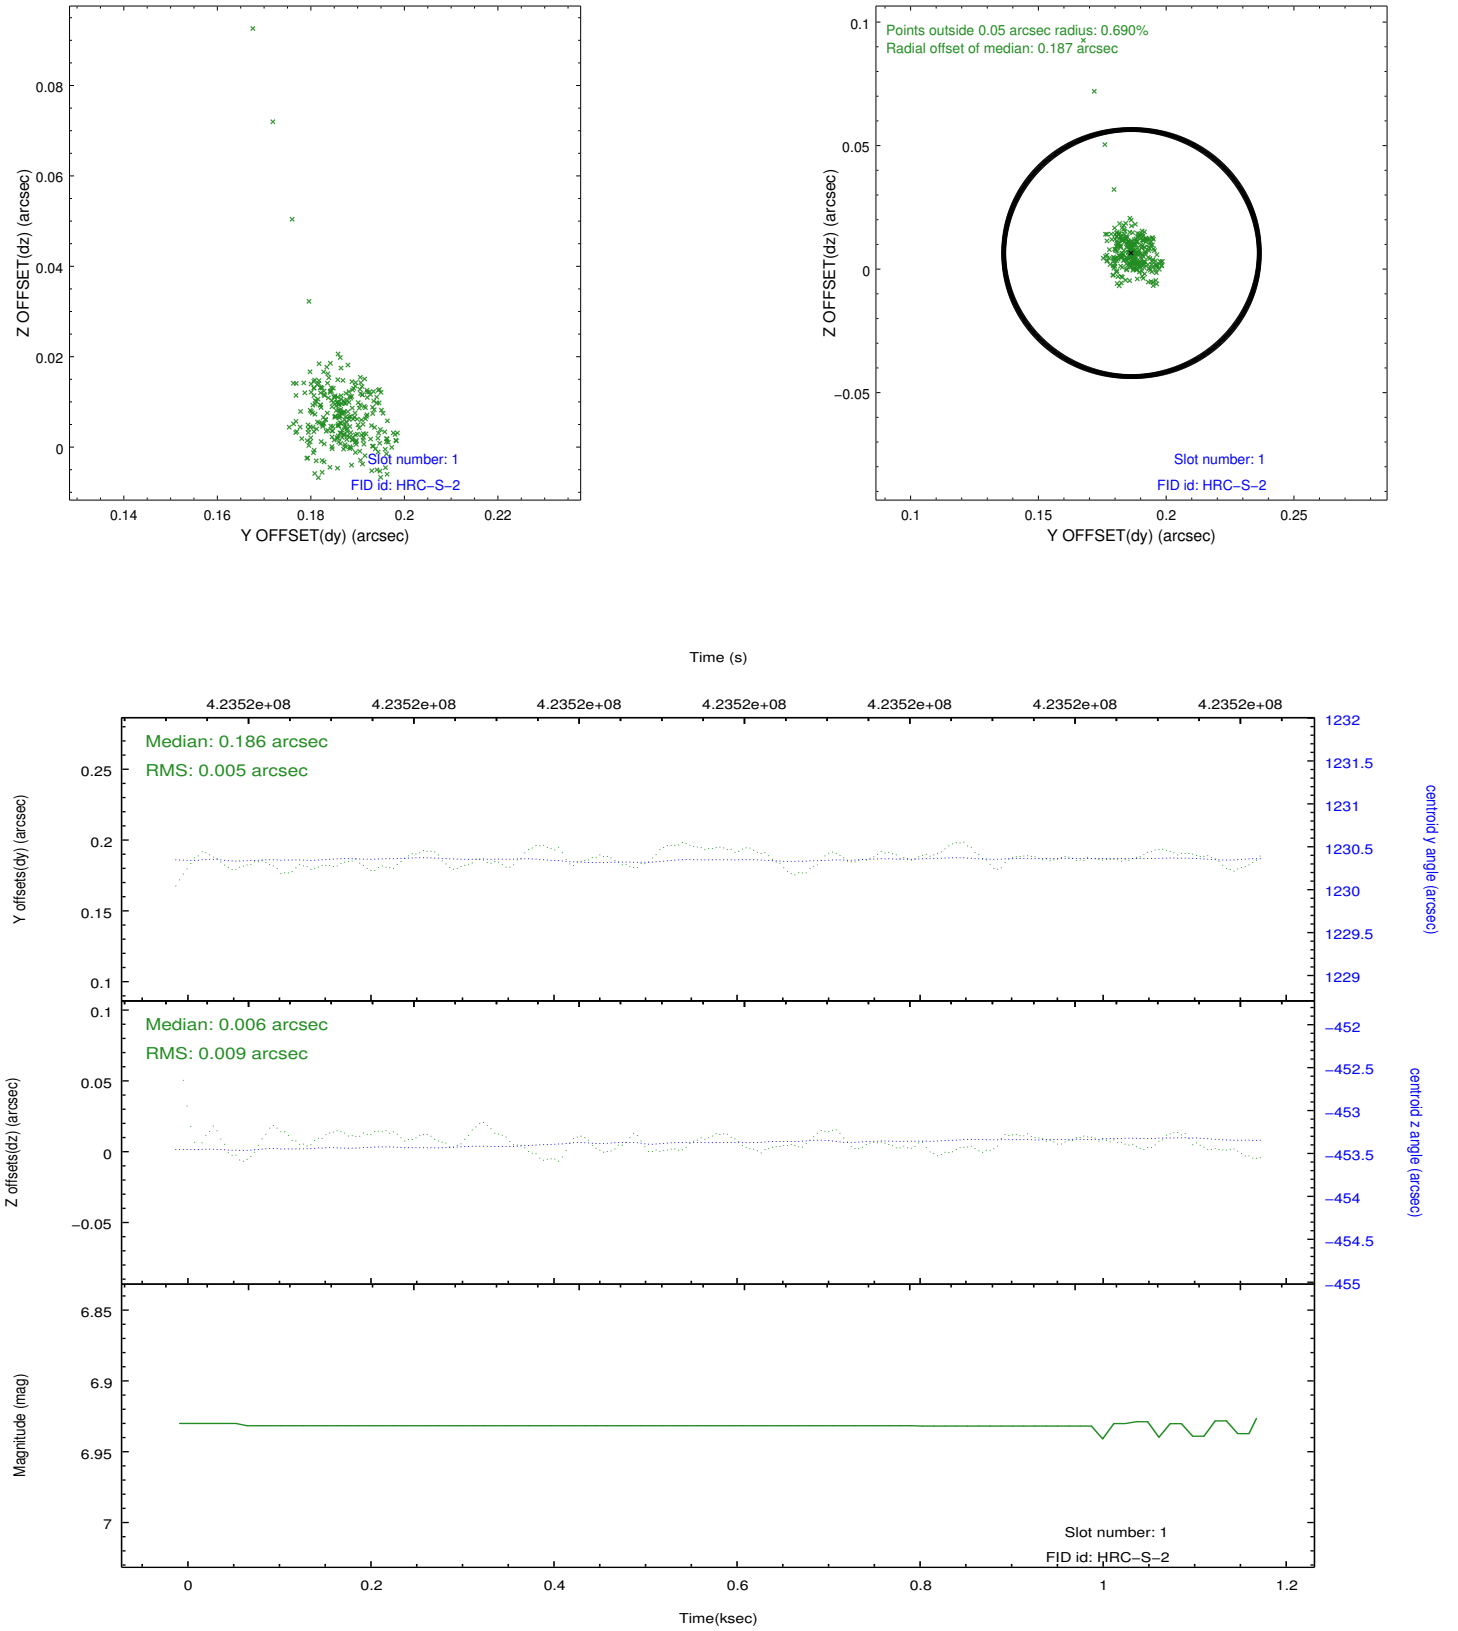 0.08
0.06
0.04
0.02
0
Z OFFSET(dz) (arcsec)
Slot number: 1
FID id: HRC−S−2
0.14
0.16
0.18
0.2
0.22
Y OFFSET(dy) (arcsec)
Points outside 0.05 arcsec radius: 0.690%
Radial offset of median: 0.187 arcsec
0.1
0.05
0
−0.05
Z OFFSET(dz) (arcsec)
Slot number: 1
FID id: HRC−S−2
0.1
0.15
0.2
0.25
Y OFFSET(dy) (arcsec)
Time (s)
4.2352e+08
4.2352e+08
4.2352e+08
4.2352e+08
4.2352e+08
4.2352e+08
4.2352e+08
Median: 0.186 arcsec
RMS: 0.005 arcsec
0.25
0.2
0.15
0.1
Y offsets(dy) (arcsec)
1232
1231.5
1231
1230.5
1230
1229.5
1229
centroid y angle (arcsec)
Median: 0.006 arcsec
RMS: 0.009 arcsec
0.1
0.05
0
−0.05
Z offsets(dz) (arcsec)
−452
−452.5
−453
−453.5
−454
−454.5
−455
centroid z angle (arcsec)
6.85
6.9
6.95
7
Magnitude (mag)
Slot number: 1
FID id: HRC−S−2
0
0.2
0.4
0.6
0.8
1
1.2
Time(ksec)